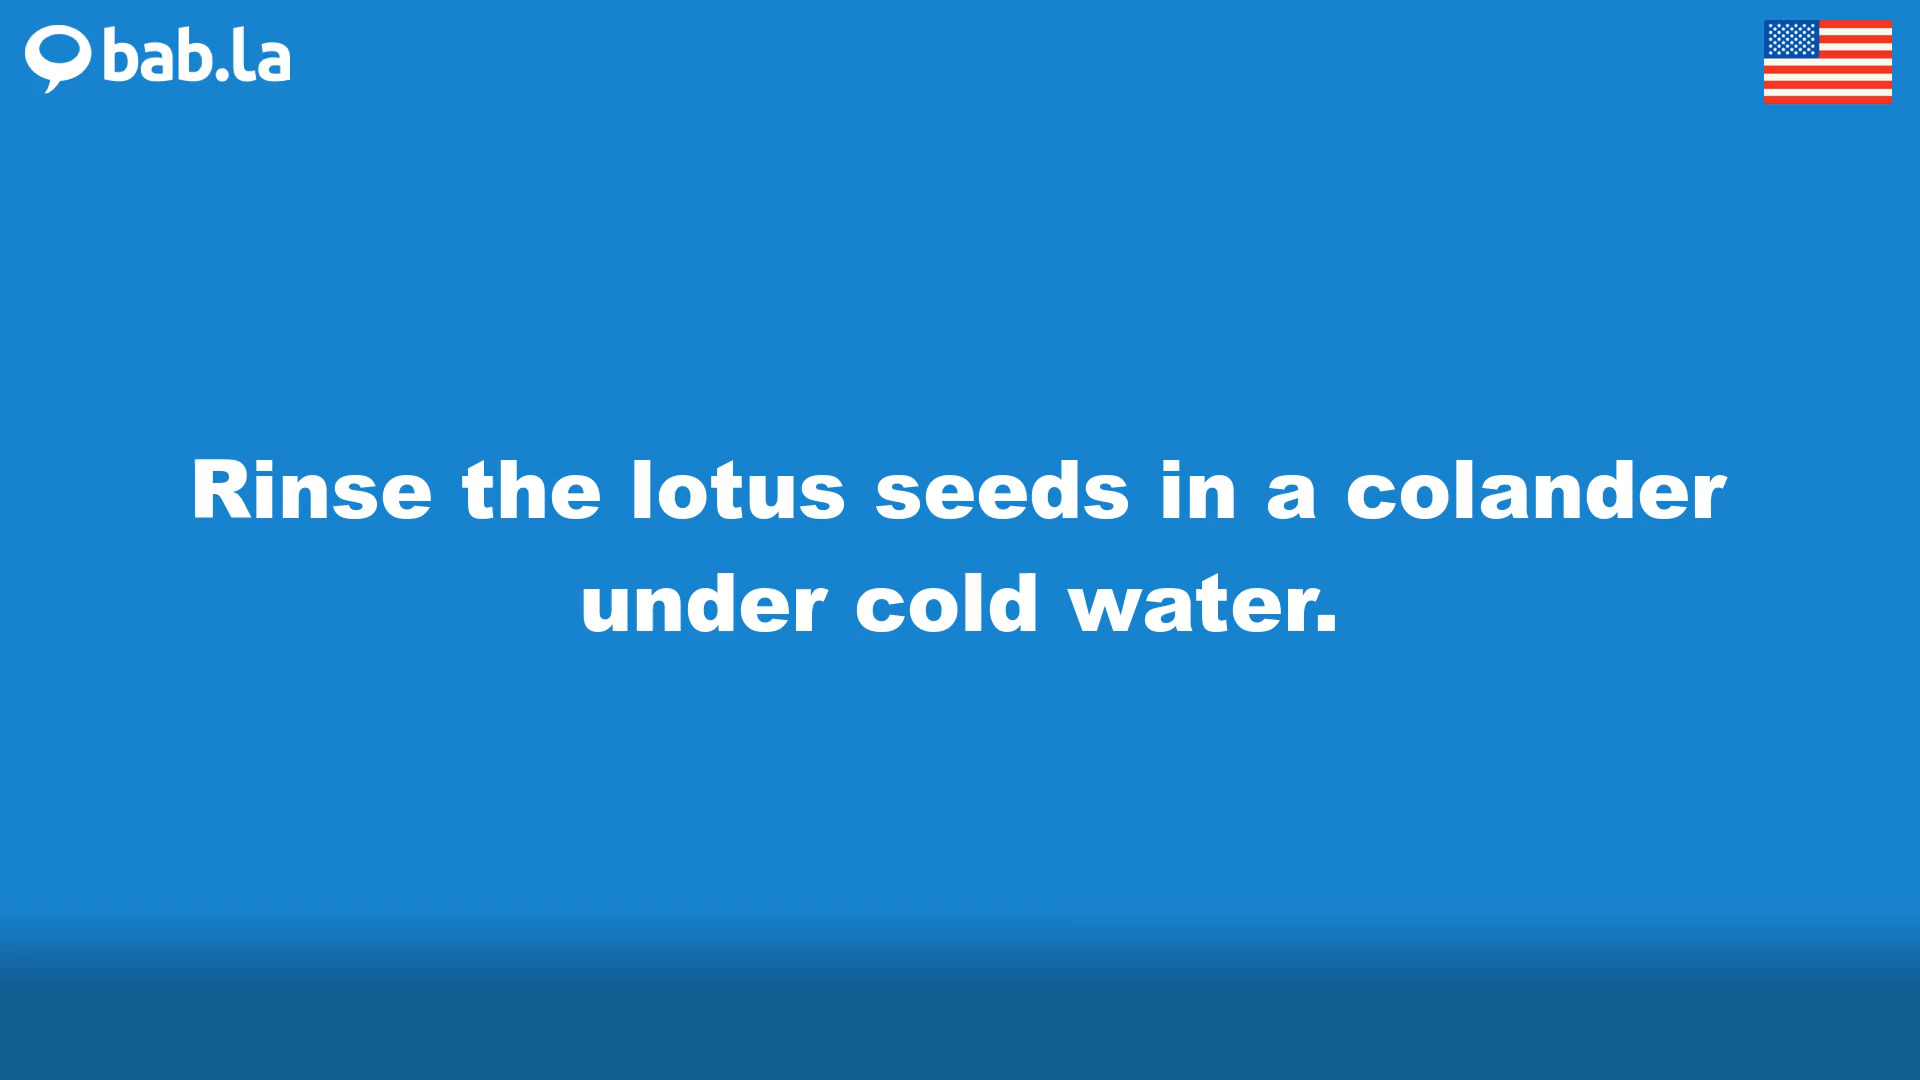 bab.la
Rinse the lotus seeds in a colander
under cold water.